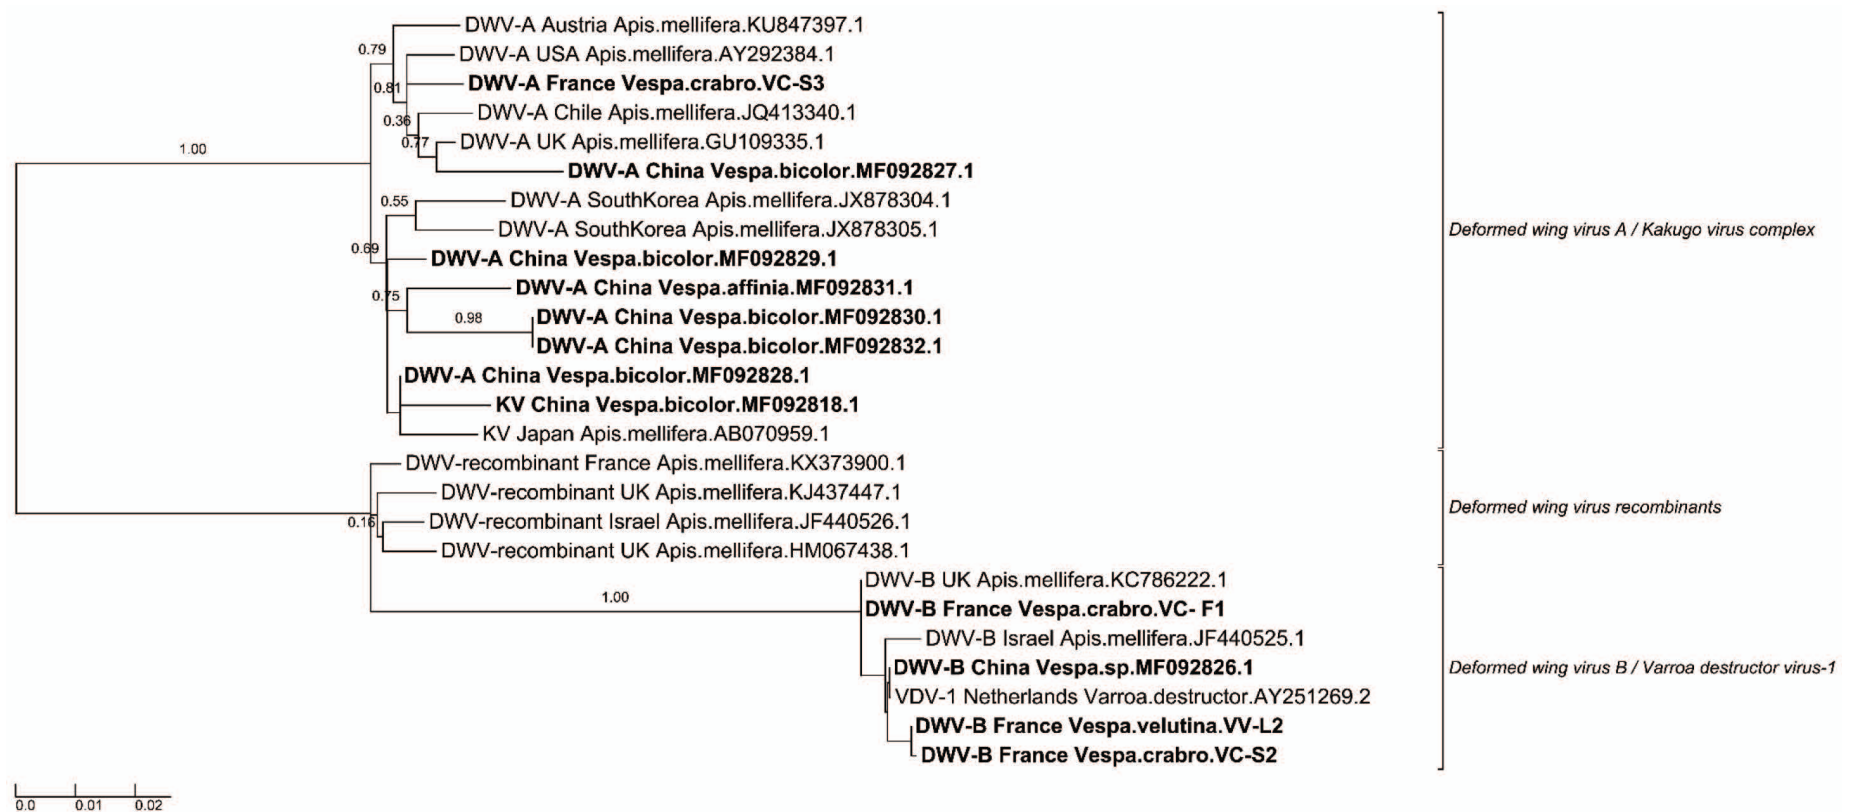 DWV-A Austria Apis.mellifera.KU847397.1
0.79
DWV-A USA Apis.mellifera.AY292384.1
DWV-A France Vespa.crabro.VC-S3
0.81
DWV-A Chile Apis.mellifera.JQ413340.1
0.36
DWV-A UK Apis.mellifera.GU109335.1
0.77
1.00
DWV-A China Vespa.bicolor.MF092827.1
DWV-A SouthKorea Apis.mellifera.JX878304.1
0.55
DWV-A SouthKorea Apis.mellifera.JX878305.1
Deformed wing virus A / Kakugo virus complex
0.69
DWV-A China Vespa.bicolor.MF092829.1
DWV-A China Vespa.affinia.MF092831.1
0.75
0.98
DWV-A China Vespa.bicolor.MF092830.1
DWV-A China Vespa.bicolor.MF092832.1
DWV-A China Vespa.bicolor.MF092828.1
KV China Vespa.bicolor.MF092818.1
KV Japan Apis.mellifera.AB070959.1
DWV-recombinant France Apis.mellifera.KX373900.1
DWV-recombinant UK Apis.mellifera.KJ437447.1
Deformed wing virus recombinants
0.16
DWV-recombinant Israel Apis.mellifera.JF440526.1
DWV-recombinant UK Apis.mellifera.HM067438.1
DWV-B UK Apis.mellifera.KC786222.1
1.00
DWV-B France Vespa.crabro.VC- F1
DWV-B Israel Apis.mellifera.JF440525.1
DWV-B China Vespa.sp.MF092826.1
Deformed wing virus B / Varroa destructor virus-1
VDV-1 Netherlands Varroa.destructor.AY251269.2
DWV-B France Vespa.velutina.VV-L2
DWV-B France Vespa.crabro.VC-S2
0.0 0.01 0.02